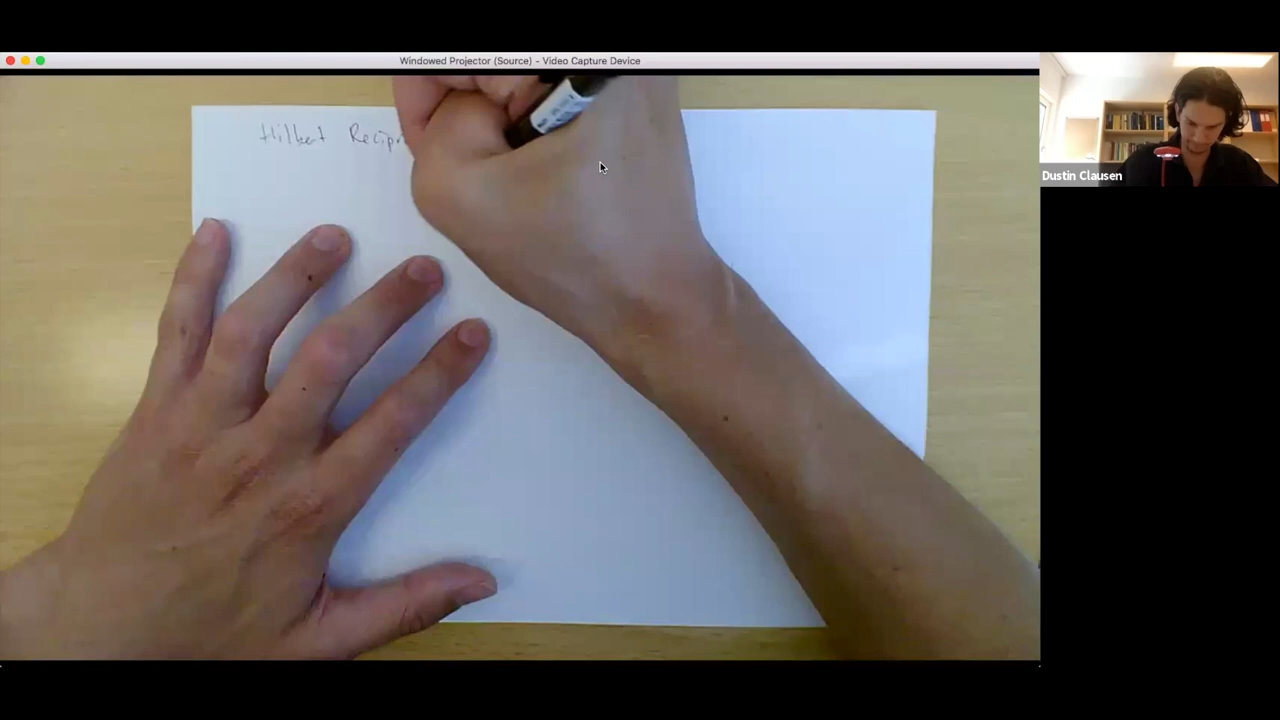 Windowed Projector (Source) - Video Capture Device
Hilbert Recipr
Dustin Clausen